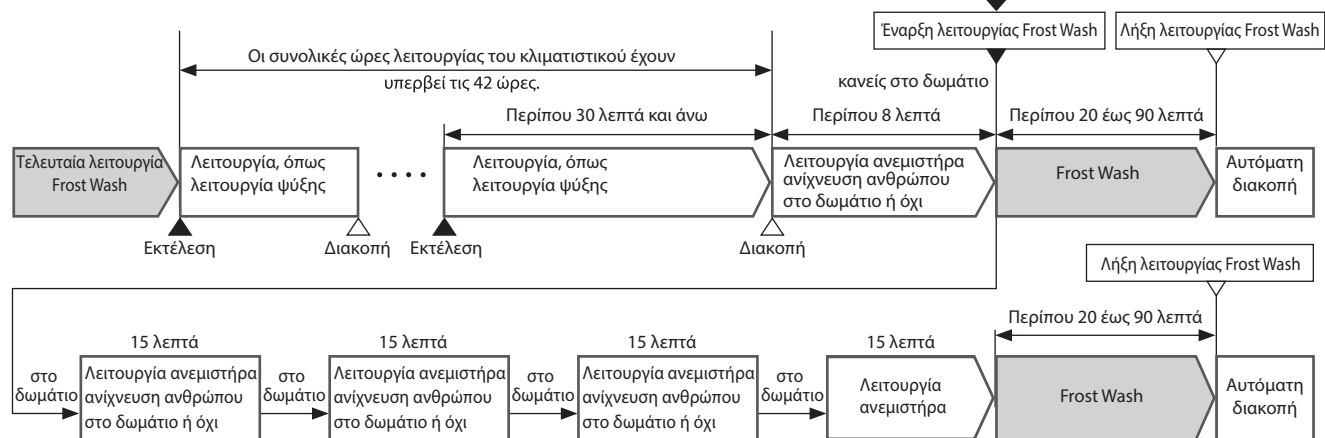 Έναρξη λειτουργίας Frost Wash
Λήξη λειτουργίας Frost Wash
Οι συνολικές ώρες λειτουργίας του κλιματιστικού έχουν
υπερβεί τις 42 ώρες.
κανείς στο δωμάτιο
Περίπου 30 λεπτά και άνω
Περίπου 8 λεπτά
Περίπου 20 έως 90 λεπτά
Τελευταία λειτουργία
Frost Wash
Λειτουργία, όπως
λειτουργία ψύξης
Λειτουργία, όπως
λειτουργία ψύξης
Λειτουργία ανεμιστήρα
ανίχνευση ανθρώπου
στο δωμάτιο ή όχι
Frost Wash
Αυτόματη
διακοπή
Εκτέλεση
Διακοπή
Εκτέλεση
Διακοπή
Λήξη λειτουργίας Frost Wash
Περίπου 20 έως 90 λεπτά
15 λεπτά
15 λεπτά
15 λεπτά
15 λεπτά
στο
δωμάτιο
Λειτουργία ανεμιστήρα
ανίχνευση ανθρώπου
στο δωμάτιο ή όχι
στο
δωμάτιο
Λειτουργία ανεμιστήρα
ανίχνευση ανθρώπου
στο δωμάτιο ή όχι
στο
δωμάτιο
Λειτουργία ανεμιστήρα
ανίχνευση ανθρώπου
στο δωμάτιο ή όχι
στο
δωμάτιο
Λειτουργία
ανεμιστήρα
Frost Wash
Αυτόματη
διακοπή